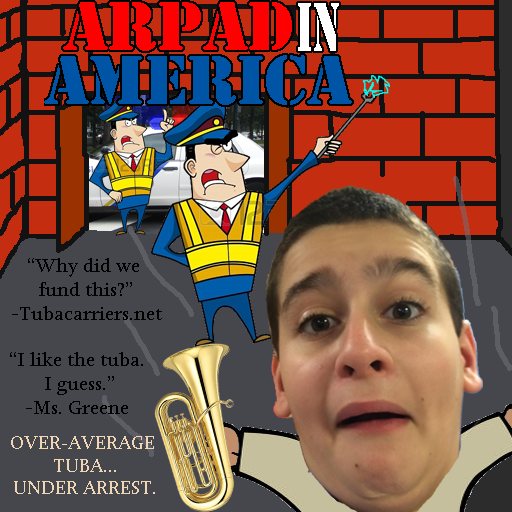 ARPAD IN
AMERICA
“Why did we
fund this?”
-Tubacarriers.net
“I like the tuba.
I guess.”
-Ms. Greene
OVER-AVERAGE
TUBA...
UNDER ARREST.